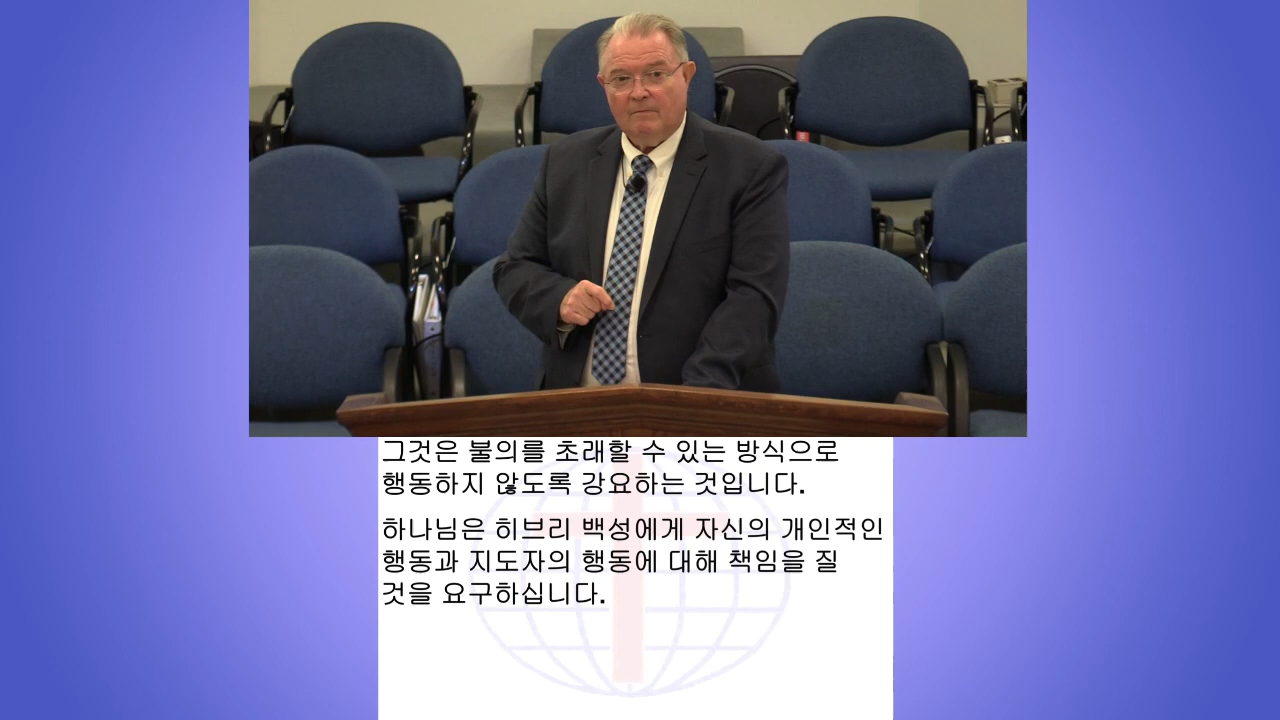 그것은 불의를 초래할 수 있는 방식으로
행동하지 않도록 강요하는 것입니다.
하나님은 히브리 백성에게 자신의 개인적인
행동과 지도자의 행동에 대해 책임을 질
것을 요구하십니다.